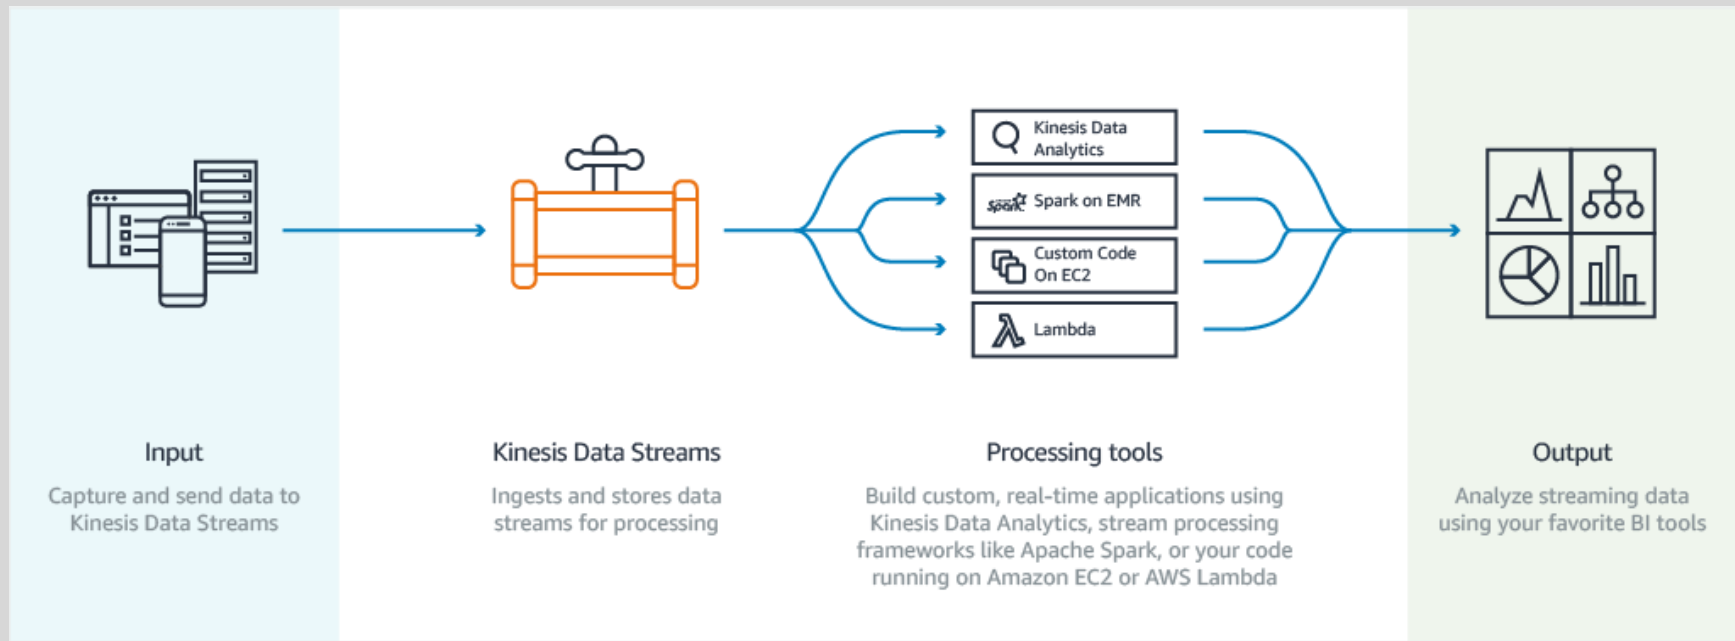 Kinesis Data
Analytics
Spark
Spark on EMR
Custom Code
On EC2
Lambda
Input
Capture and send data to
Kinesis Data Streams
Kinesis Data Streams
Ingests and stores data
streams for processing
Processing tools
Build custom, real-time applications using
Kinesis Data Analytics, stream processing
frameworks like Apache Spark, or your code
running on Amazon EC2 or AWS Lambda
Output
Analyze streaming data
using your favorite BI tools